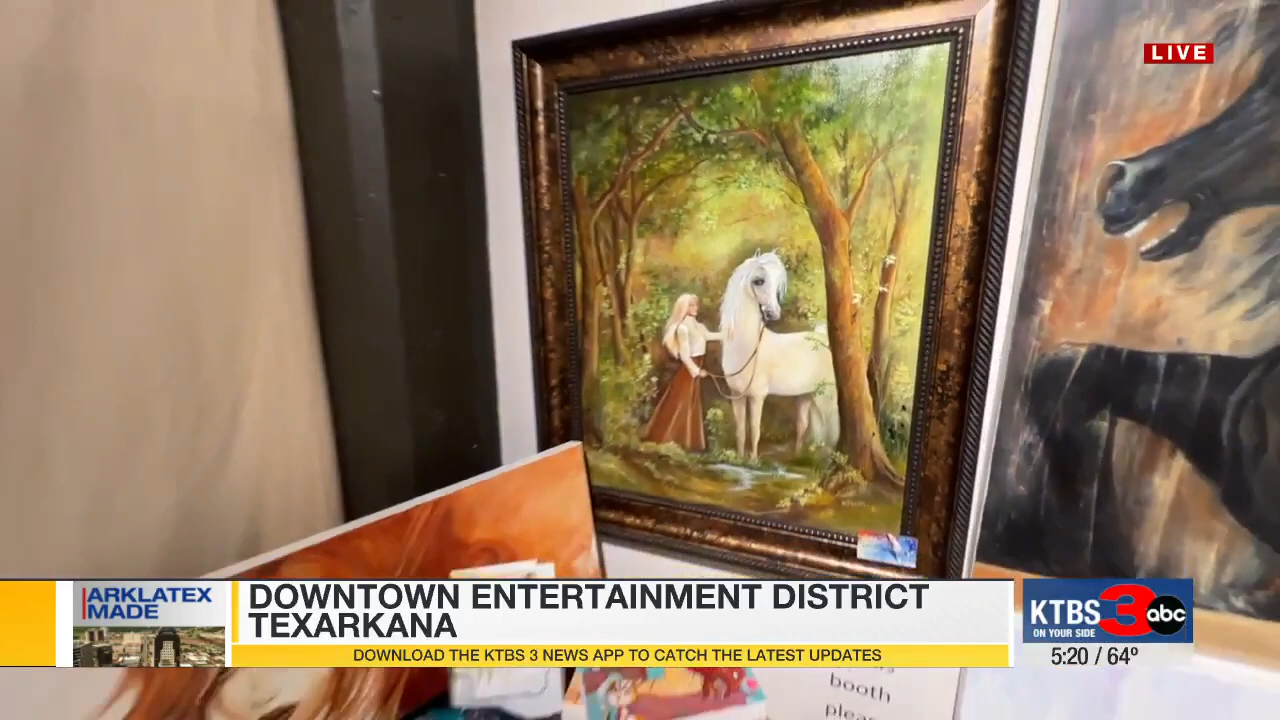 LIVE
ARKLATEX
MADE
DOWNTOWN ENTERTAINMENT DISTRICT
TEXARKANA
DOWNLOAD THE KTBS 3 NEWS APP TO CATCH THE LATEST UPDATES
KTBS 3 abc
ON YOUR SIDE
5:20 / 64º
booth